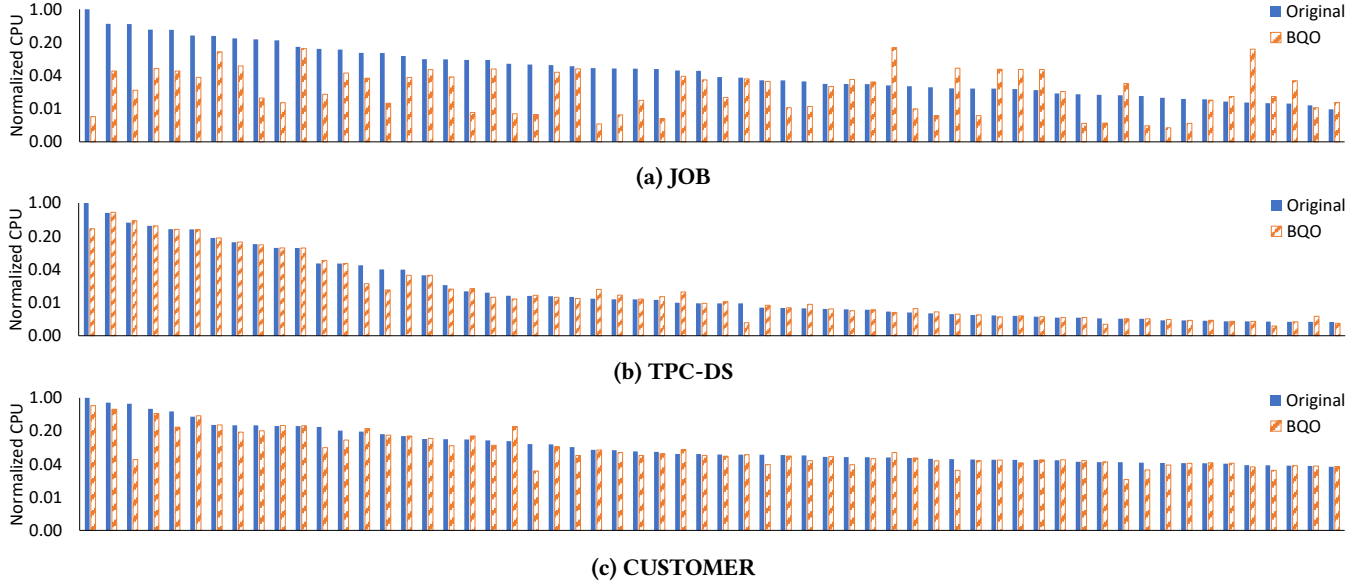 Normalized CPU
1.00
0.20
0.04
0.01
0.00
Original
BQO
(a) JOB
Normalized CPU
1.00
0.20
0.04
0.01
0.00
Original
BQO
(b) TPC-DS
Normalized CPU
1.00
0.20
0.04
0.01
0.00
Original
BQO
(c) CUSTOMER